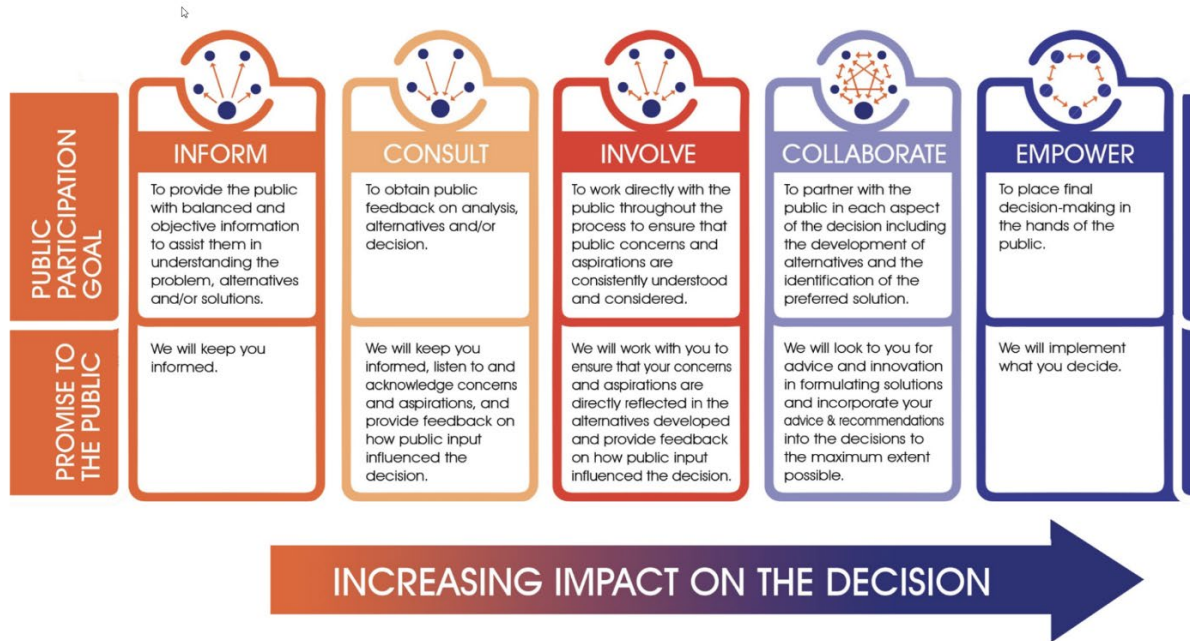 PUBLIC
PARTICIPATION
GOAL
INFORM
To provide the public
with balanced and
objective information
to assist them in
understanding the
problem, alternatives
and/or solutions.
CONSULT
To obtain public
feedback on analysis,
alternatives and/or
decision.
INVOLVE
To work directly with the
public throughout the
process to ensure that
public concerns and
aspirations are
consistently understood
and considered.
COLLABORATE
To partner with the
public in each aspect
of the decision including
the development of
alternatives and the
identification of the
preferred solution.
EMPOWER
To place final
decision-making in
the hands of the
public.
PROMISE TO
THE PUBLIC
We will keep you
informed.
We will keep you
informed, listen to and
acknowledge concerns
and aspirations, and
provide feedback on
how public input
influenced the
decision.
We will work with you to
ensure that your concerns
and aspirations are
directly reflected in the
alternatives developed
and provide feedback
on how public input
influenced the decision.
We will look to you for
advice and innovation
in formulating solutions
and incorporate your
advice & recommendations
into the decisions to
the maximum extent
possible.
We will implement
what you decide.
INCREASING IMPACT ON THE DECISION